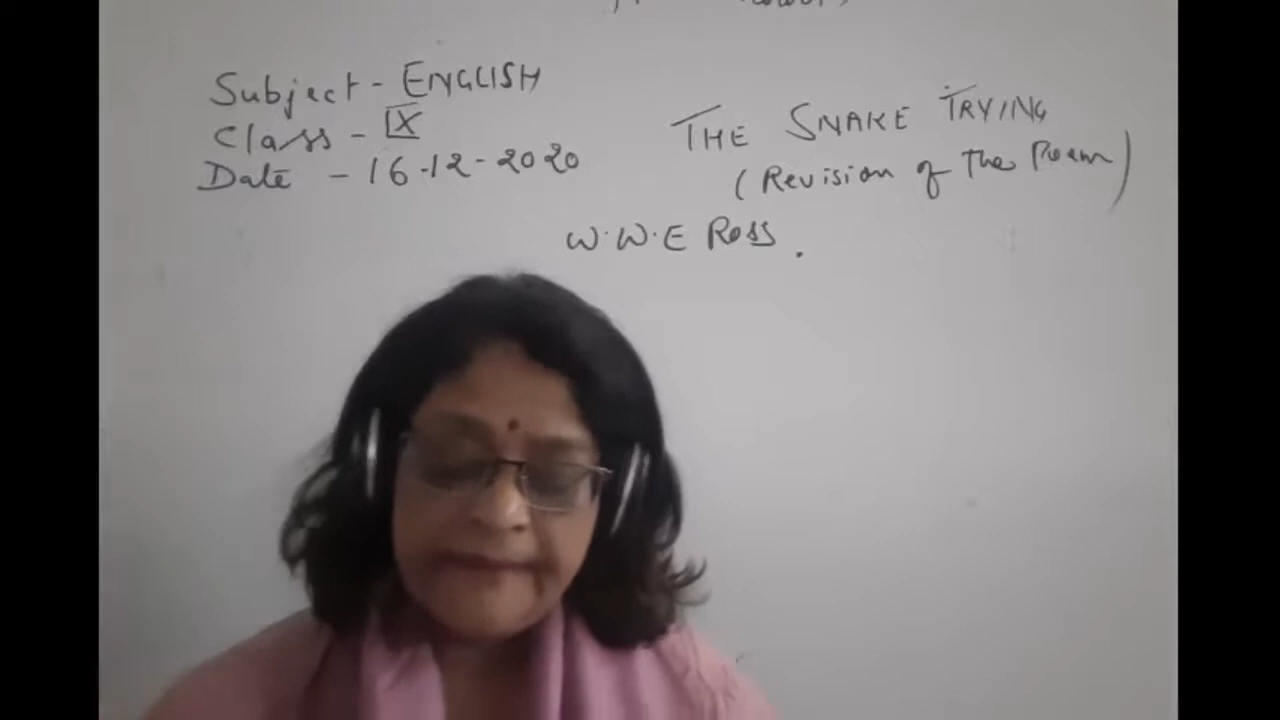 Subject - ENGLISH
Class - IX
Date - 16-12-2020
THE SNAKE TRYING
(Revision of the Poem)
W.W.E Ross.